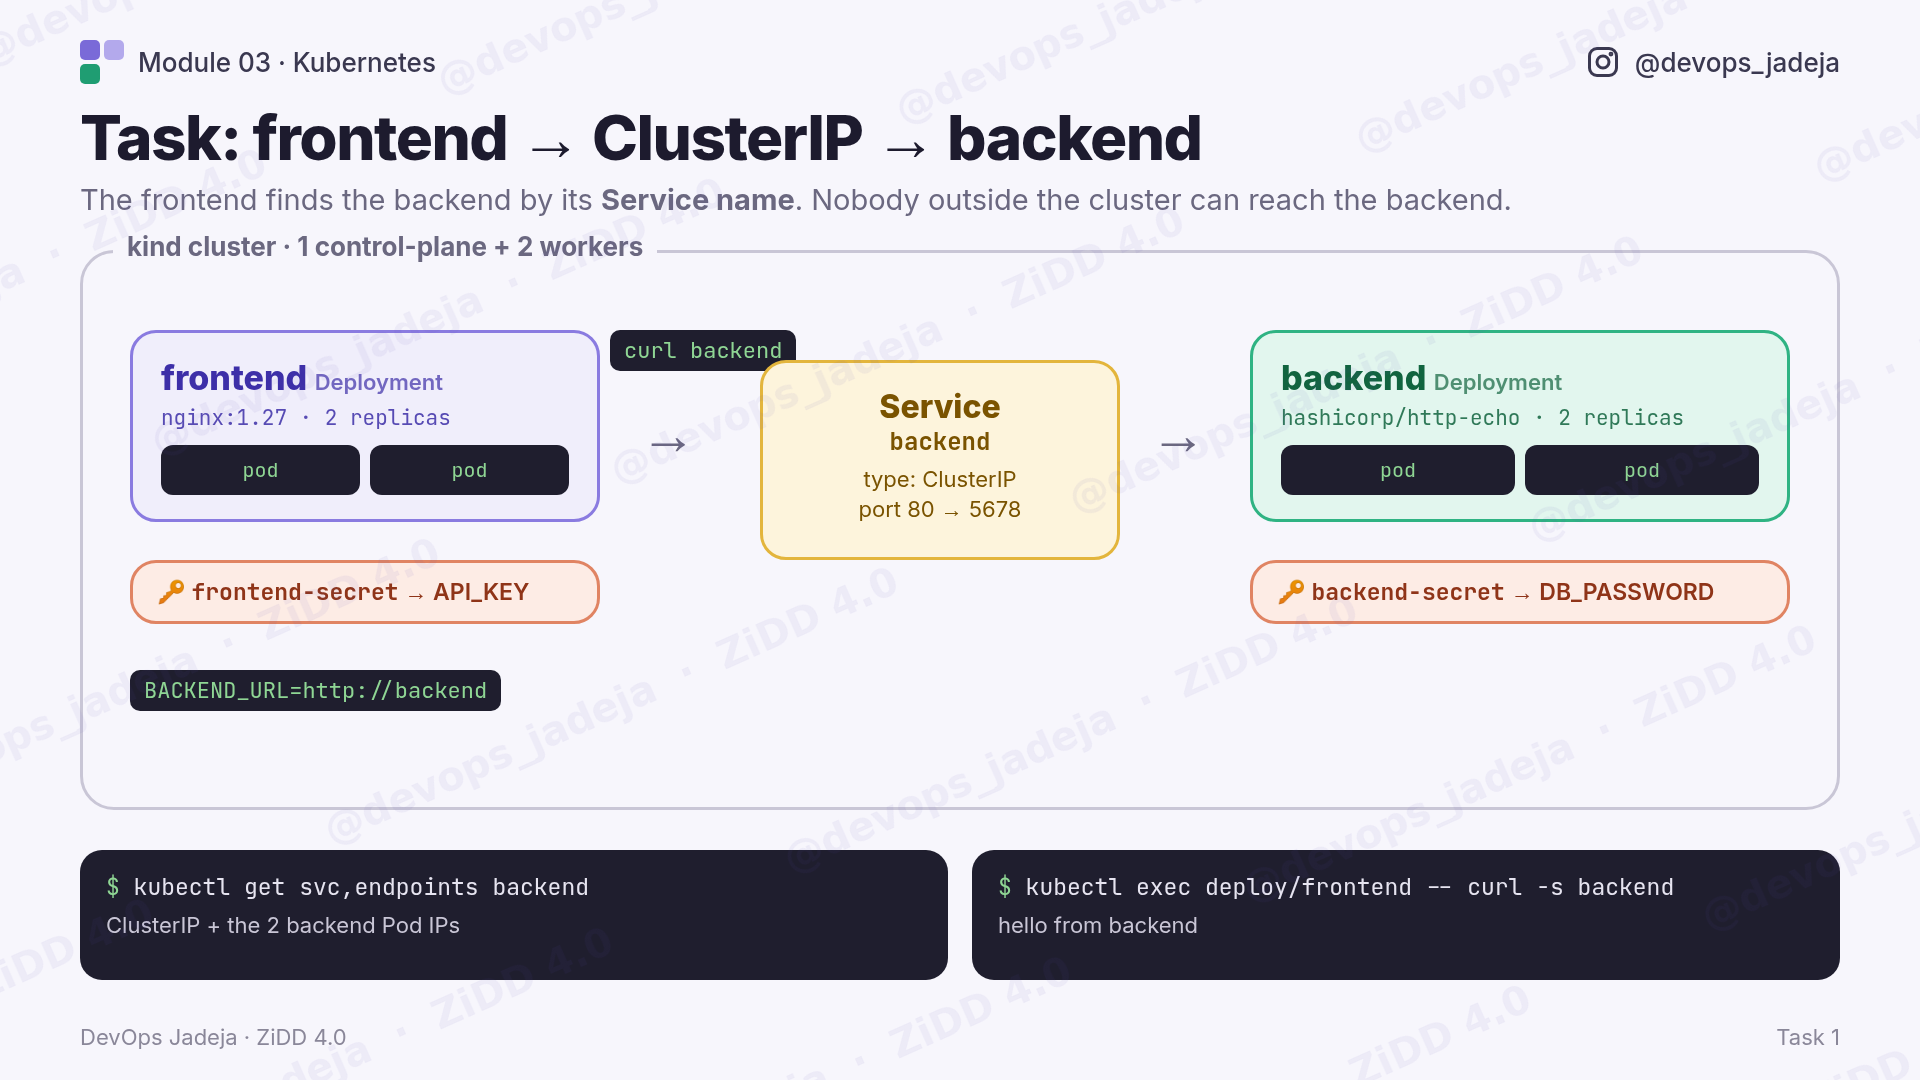 Module 03 · Kubernetes
@devops_jadeja
Task: frontend → ClusterIP → backend
The frontend finds the backend by its Service name. Nobody outside the cluster can reach the backend.
kind cluster · 1 control-plane + 2 workers
frontend Deployment
nginx:1.27 · 2 replicas
pod pod
curl backend
→
Service
backend
type: ClusterIP
port 80 → 5678
→
backend Deployment
hashicorp/http-echo · 2 replicas
pod pod
frontend-secret → API_KEY
backend-secret → DB_PASSWORD
BACKEND_URL=http://backend
$ kubectl get svc,endpoints backend
ClusterIP + the 2 backend Pod IPs
$ kubectl exec deploy/frontend -- curl -s backend
hello from backend
DevOps Jadeja · ZiDD 4.0
Task 1
@devops_jadeja · ZiDD 4.0